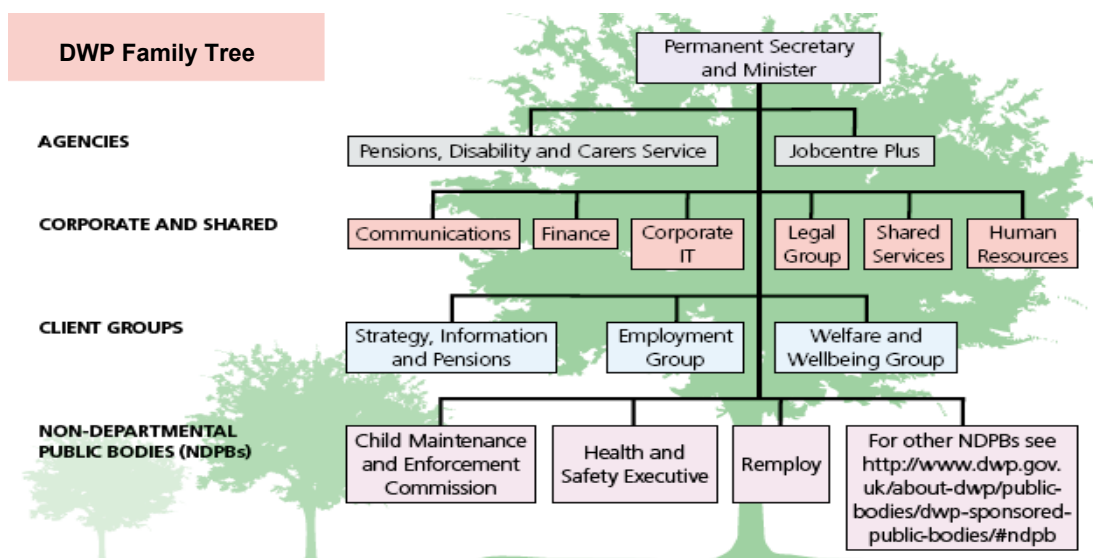 DWP Family Tree
Permanent Secretary
and Minister
AGENCIES
Pensions, Disability and Carers Service
Jobcentre Plus
CORPORATE AND SHARED
Communications
Finance
Corporate
IT
Legal
Group
Shared
Services
Human
Resources
CLIENT GROUPS
Strategy, Information
and Pensions
Employment
Group
Welfare and
Wellbeing Group
NON-DEPARTMENTAL
PUBLIC BODIES (NDPBs)
Child Maintenance
and Enforcement
Commission
Health and
Safety Executive
Remploy
For other NDPBs see
http://www.dwp.gov.
uk/about-dwp/public-
bodies/dwp-sponsored-
public-bodies/#ndpb